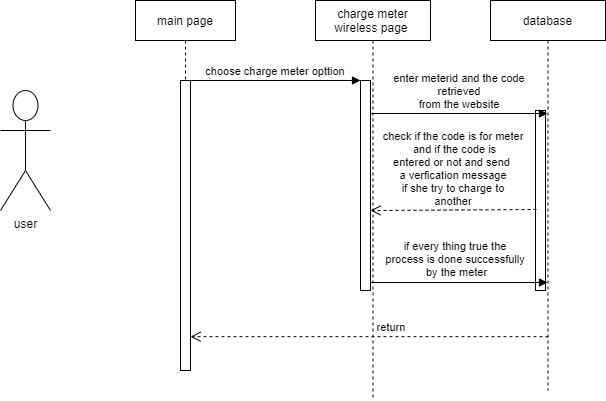 main page
charge meter
wireless page
database
choose charge meter opttion
enter meterid and the code
retrieved
from the website
check if the code is for meter
and if the code is
entered or not and send
a verfication message
if she try to charge to
another
user
if every thing true the
process is done successfully
by the meter
return